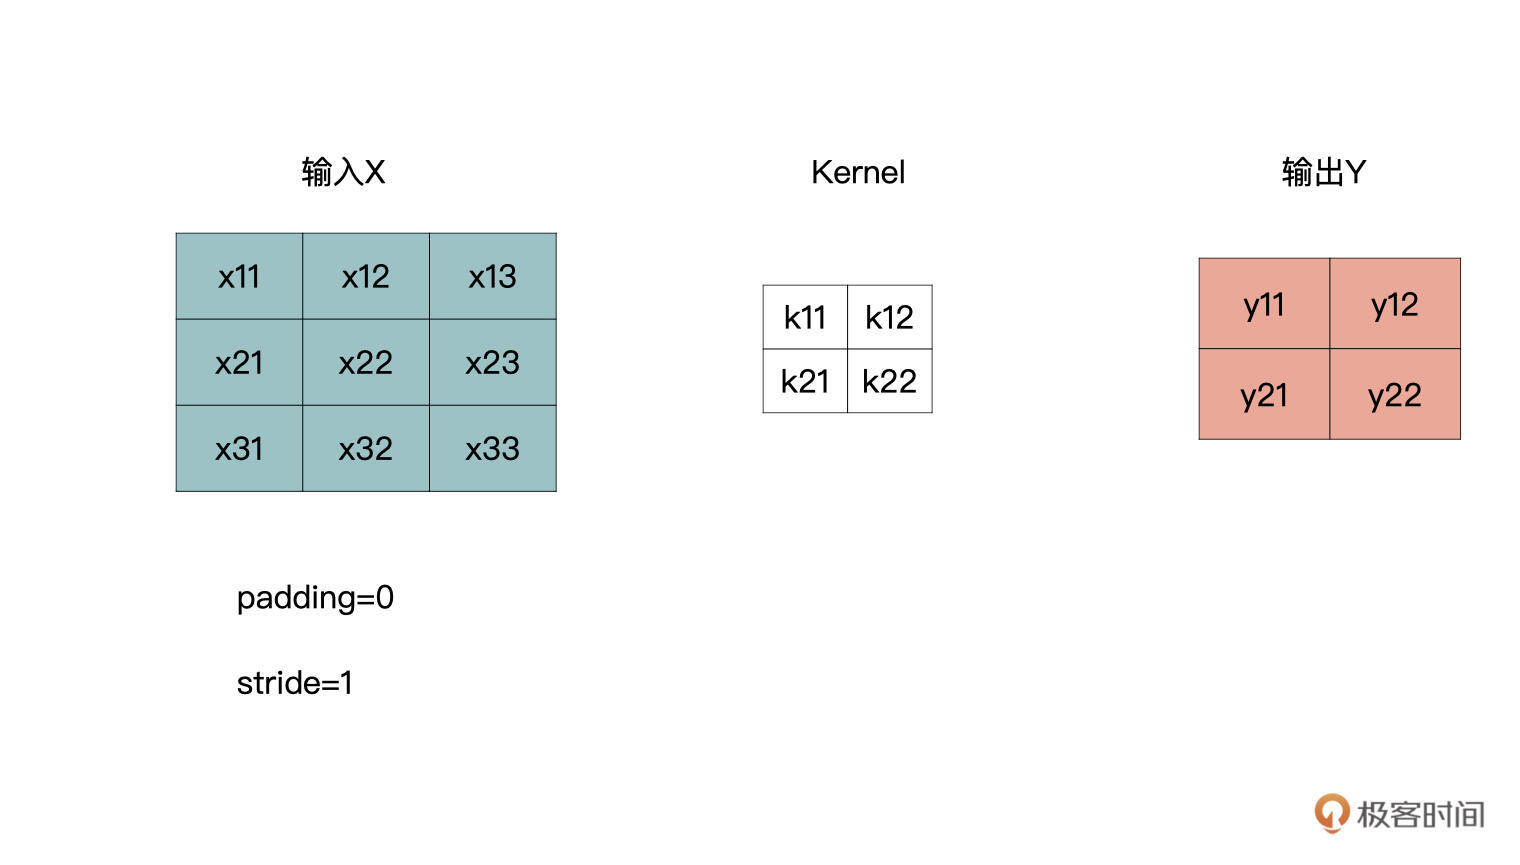 输入X Kernel 输出Y
x11 x12 x13
x21 x22 x23
x31 x32 x33
k11 k12
k21 k22
y11 y12
y21 y22
padding=0
stride=1
极客时间